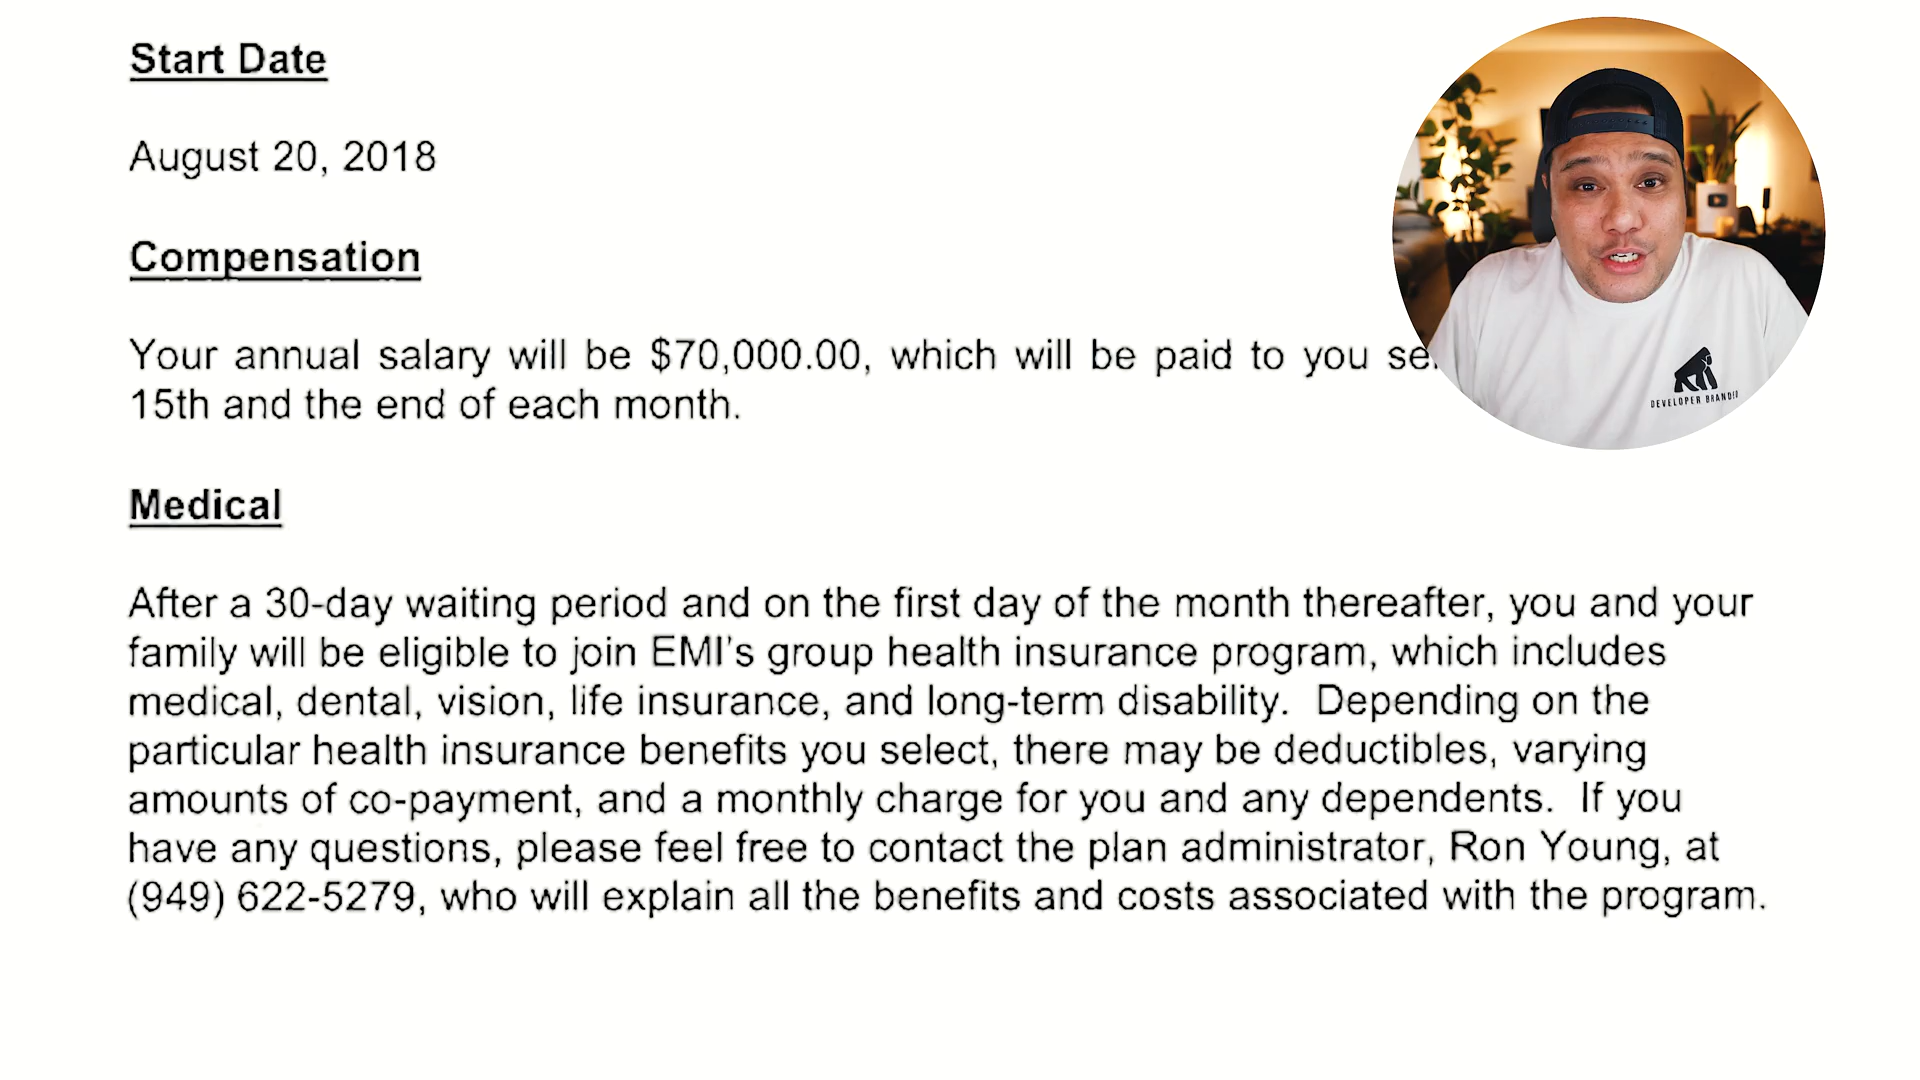 Start Date
August 20, 2018
Compensation
Your annual salary will be $70,000.00, which will be paid to you
15th and the end of each month.
Medical
After a 30-day waiting period and on the first day of the month thereafter, you and your
family will be eligible to join EMI's group health insurance program, which includes
medical, dental, vision, life insurance, and long-term disability. Depending on the
particular health insurance benefits you select, there may be deductibles, varying
amounts of co-payment, and a monthly charge for you and any dependents. If you
have any questions, please feel free to contact the plan administrator, Ron Young, at
(949) 622-5279, who will explain all the benefits and costs associated with the program.
DEVELOPER BRANDED